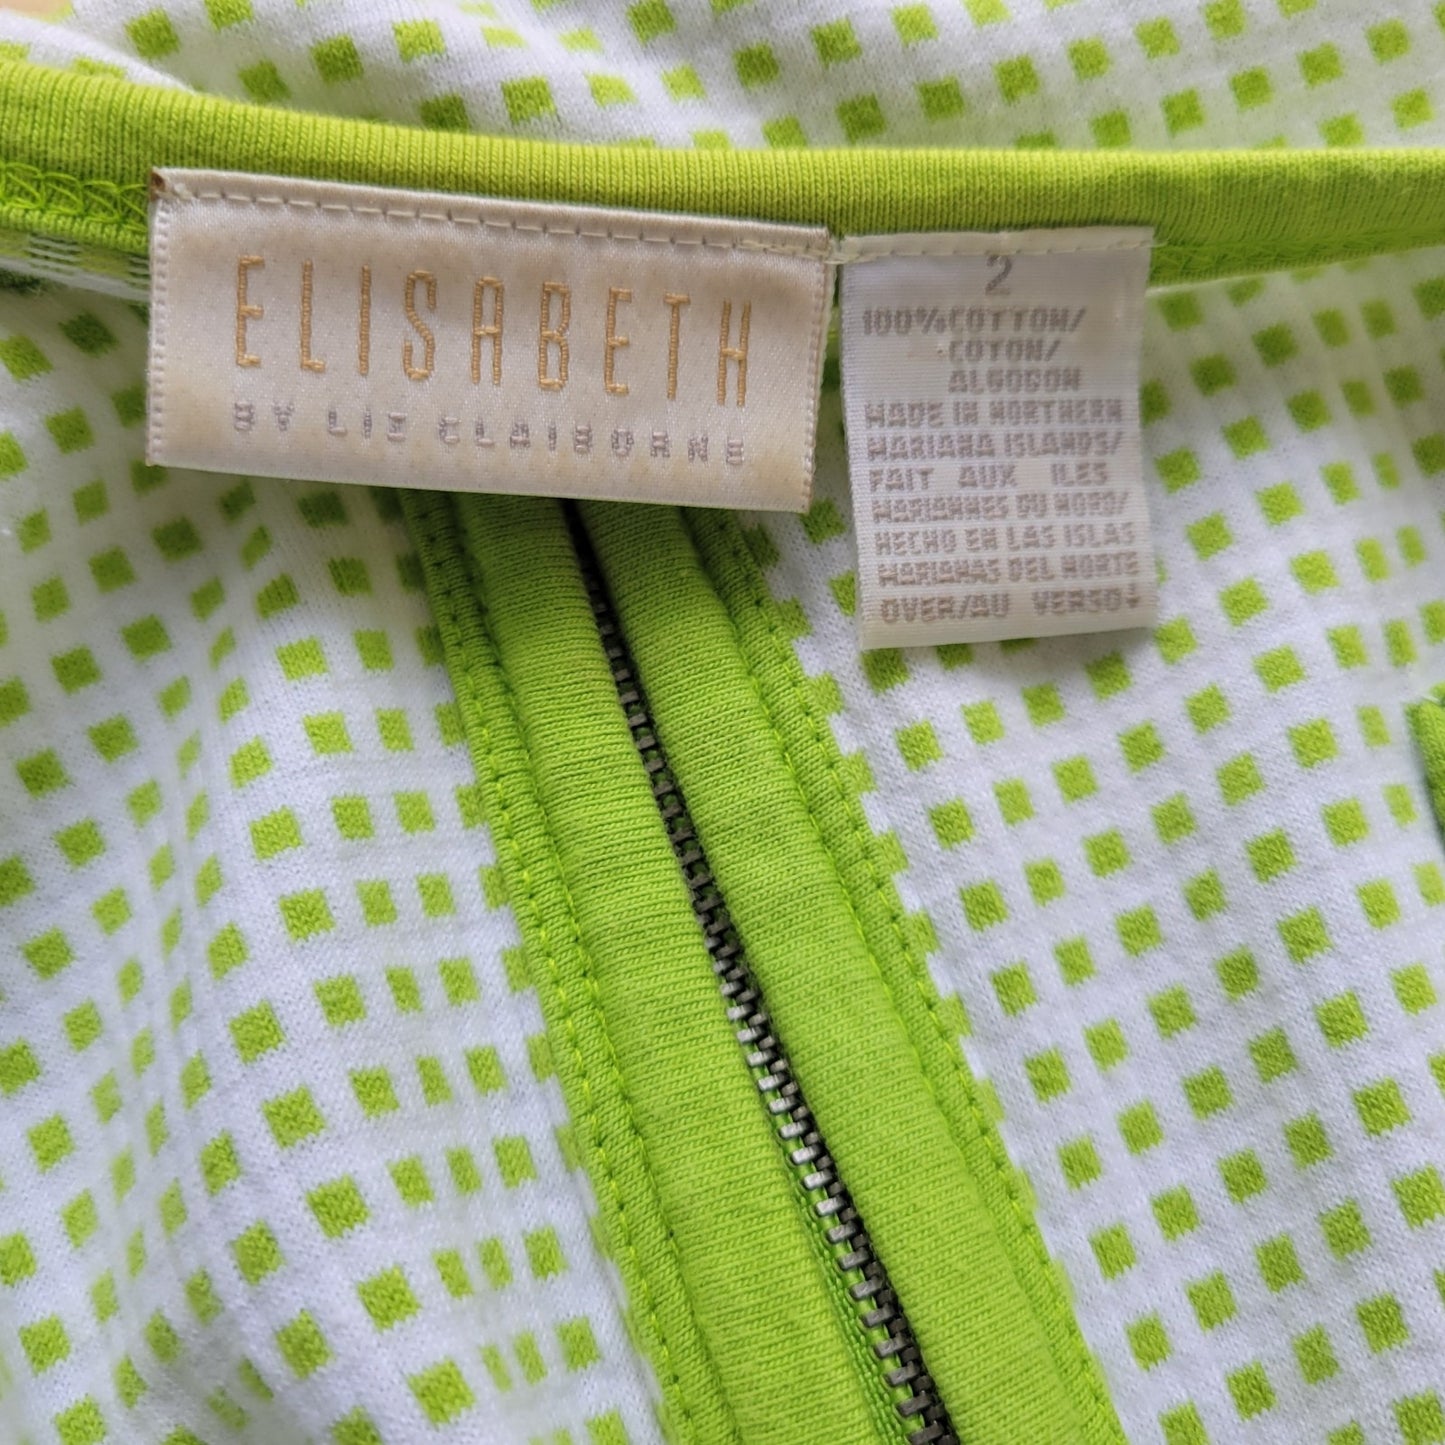 ELISABETH
BY LIZ CLAIBORNE
2
100%COTTON/
COTON/
ALGODON
MADE IN NORTHERN
MARIANA ISLANDS/
FAIT AUX ILES
MARIANNES DU NORD/
HECHO EN LAS ISLAS
MARIANAS DEL NORTE
OVER/AU VERSO↓